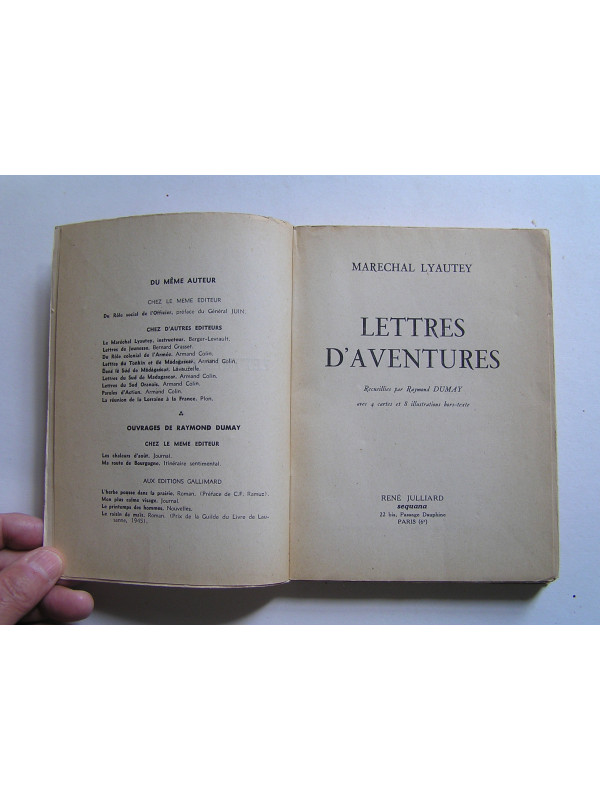 DU MÊME AUTEUR
CHEZ LE MEME EDITEUR
Du Rôle social de l'Officier, préface du Général JUIN.
CHEZ D'AUTRES EDITEURS
Le Maréchal Lyautey, instructeur, Berger-Levrault.
Lettres de Jeunesse, Bernard Grasset.
Du Rôle colonial de l'Armée, Armand Colin.
Lettres du Tonkin et de Madagascar, Armand Colin.
Dans le Sud de Madagascar, Lavauzelle.
Lettres du Sud de Madagascar, Armand Colin.
Lettres du Sud Oranais, Armand Colin.
Paroles d'Action, Armand Colin.
La réunion de la Lorraine à la France, Plon.
OUVRAGES DE RAYMOND DUMAY
CHEZ LE MEME EDITEUR
Les chaleurs d'août. Journal.
Ma route de Bourgogne. Itinéraire sentimental.
AUX EDITIONS GALLIMARD
L'herbe pousse dans la prairie. Roman. (Préface de C.F. Ramuz).
Mon plus calme visage. Journal.
Le printemps des hommes. Nouvelles.
Le raisin de maïs. Roman. (Prix de la Guilde du Livre de Lausanne, 1948).
MARECHAL LYAUTEY
LETTRES
D'AVENTURES
Recueillies par Raymond DUMAY
avec 4 cartes et 8 illustrations hors-texte
RENÉ JULLIARD
sequana
22 bis, Passage Dauphine
PARIS (6e)